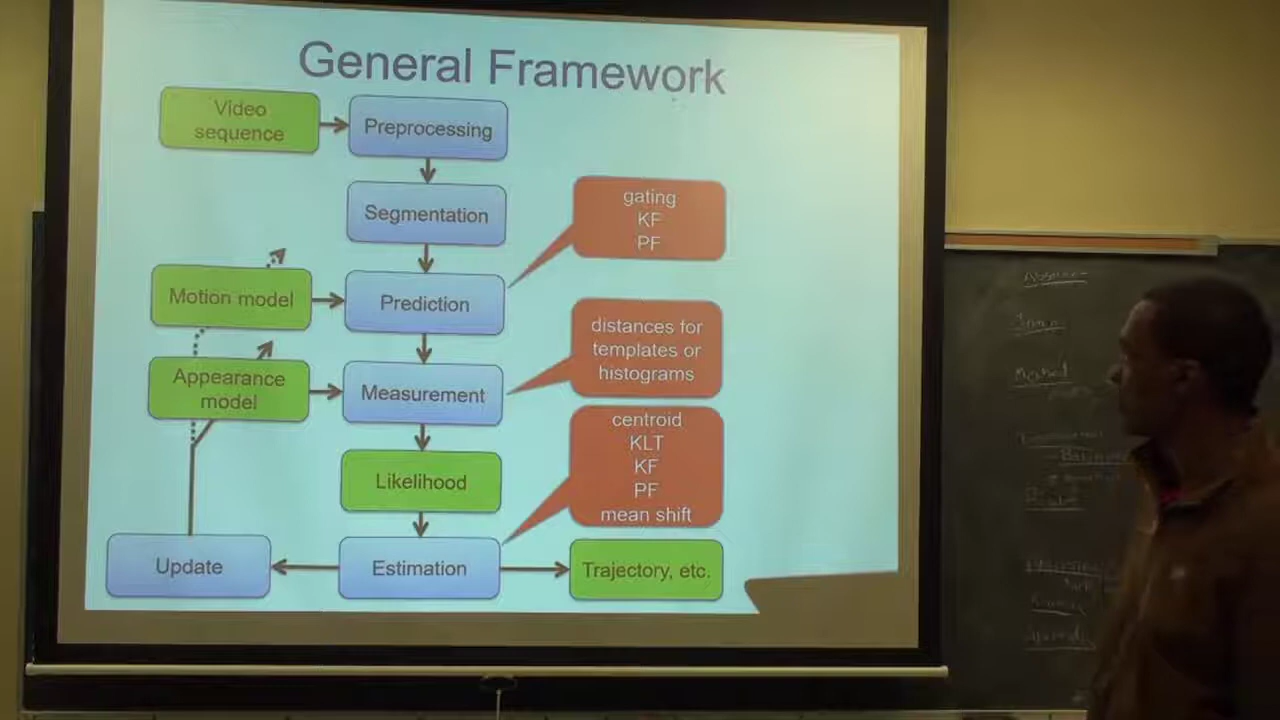 General Framework
Video
sequence
Preprocessing
Segmentation
gating
KF
PF
Motion model
Prediction
distances for
templates or
histograms
Appearance
model
Measurement
centroid
KLT
KF
PF
mean shift
Likelihood
Update
Estimation
Trajectory, etc.